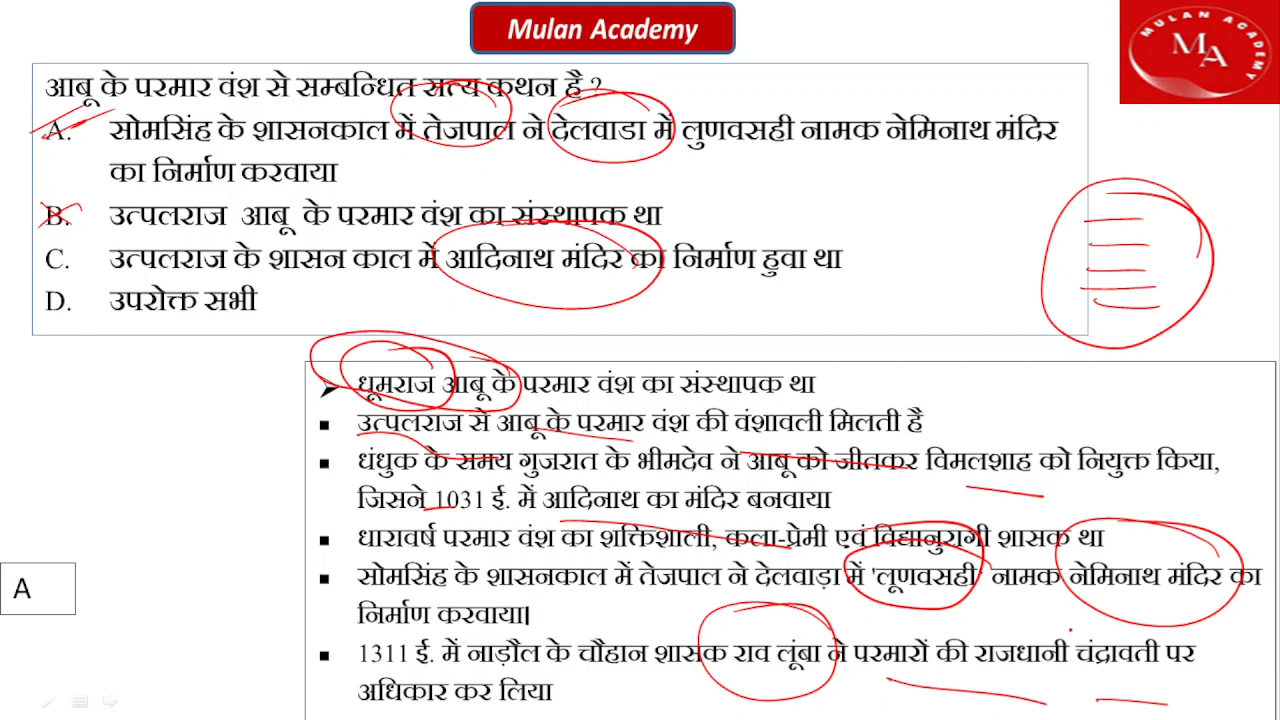 Mulan Academy
MULAN ACADEMY
MA
आबू के परमार वंश से सम्बन्धित सत्य कथन है ?
A. सोमसिंह के शासनकाल में तेजपाल ने देलवाडा में लुणवसही नामक नेमिनाथ मंदिर
का निर्माण करवाया
B. उत्पलराज आबू के परमार वंश का संस्थापक था
C. उत्पलराज के शासन काल में आदिनाथ मंदिर का निर्माण हुवा था
D. उपरोक्त सभी
➤ धूमराज आबू के परमार वंश का संस्थापक था
▪ उत्पलराज से आबू के परमार वंश की वंशावली मिलती है
▪ धंधुक के समय गुजरात के भीमदेव ने आबू को जीतकर विमलशाह को नियुक्त किया,
जिसने 1031 ई. में आदिनाथ का मंदिर बनवाया
▪ धारावर्ष परमार वंश का शक्तिशाली, कला-प्रेमी एवं विद्यानुरागी शासक था
▪ सोमसिंह के शासनकाल में तेजपाल ने देलवाड़ा में 'लूणवसही' नामक नेमिनाथ मंदिर का
निर्माण करवाया।
▪ 1311 ई. में नाड़ौल के चौहान शासक राव लूंबा ने परमारों की राजधानी चंद्रावती पर
अधिकार कर लिया
A